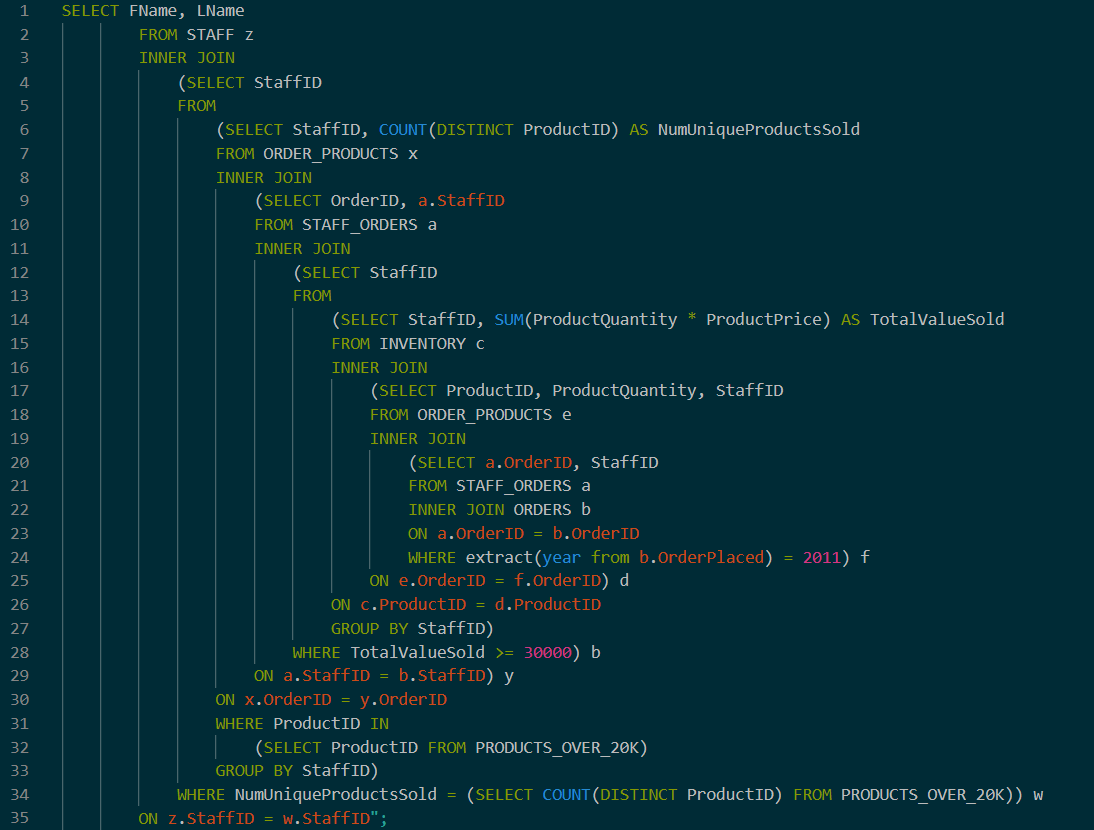 1 SELECT FName, LName
2 FROM STAFF z
3 INNER JOIN
4 (SELECT StaffID
5 FROM
6 (SELECT StaffID, COUNT(DISTINCT ProductID) AS NumUniqueProductsSold
7 FROM ORDER_PRODUCTS x
8 INNER JOIN
9 (SELECT OrderID, a.StaffID
10 FROM STAFF_ORDERS a
11 INNER JOIN
12 (SELECT StaffID
13 FROM
14 (SELECT StaffID, SUM(ProductQuantity * ProductPrice) AS TotalValueSold
15 FROM INVENTORY c
16 INNER JOIN
17 (SELECT ProductID, ProductQuantity, StaffID
18 FROM ORDER_PRODUCTS e
19 INNER JOIN
20 (SELECT a.OrderID, StaffID
21 FROM STAFF_ORDERS a
22 INNER JOIN ORDERS b
23 ON a.OrderID = b.OrderID
24 WHERE extract(year from b.OrderPlaced) = 2011) f
25 ON e.OrderID = f.OrderID) d
26 ON c.ProductID = d.ProductID
27 GROUP BY StaffID)
28 WHERE TotalValueSold >= 30000) b
29 ON a.StaffID = b.StaffID) y
30 ON x.OrderID = y.OrderID
31 WHERE ProductID IN
32 (SELECT ProductID FROM PRODUCTS_OVER_20K)
33 GROUP BY StaffID)
34 WHERE NumUniqueProductsSold = (SELECT COUNT(DISTINCT ProductID) FROM PRODUCTS_OVER_20K)) w
35 ON z.StaffID = w.StaffID";